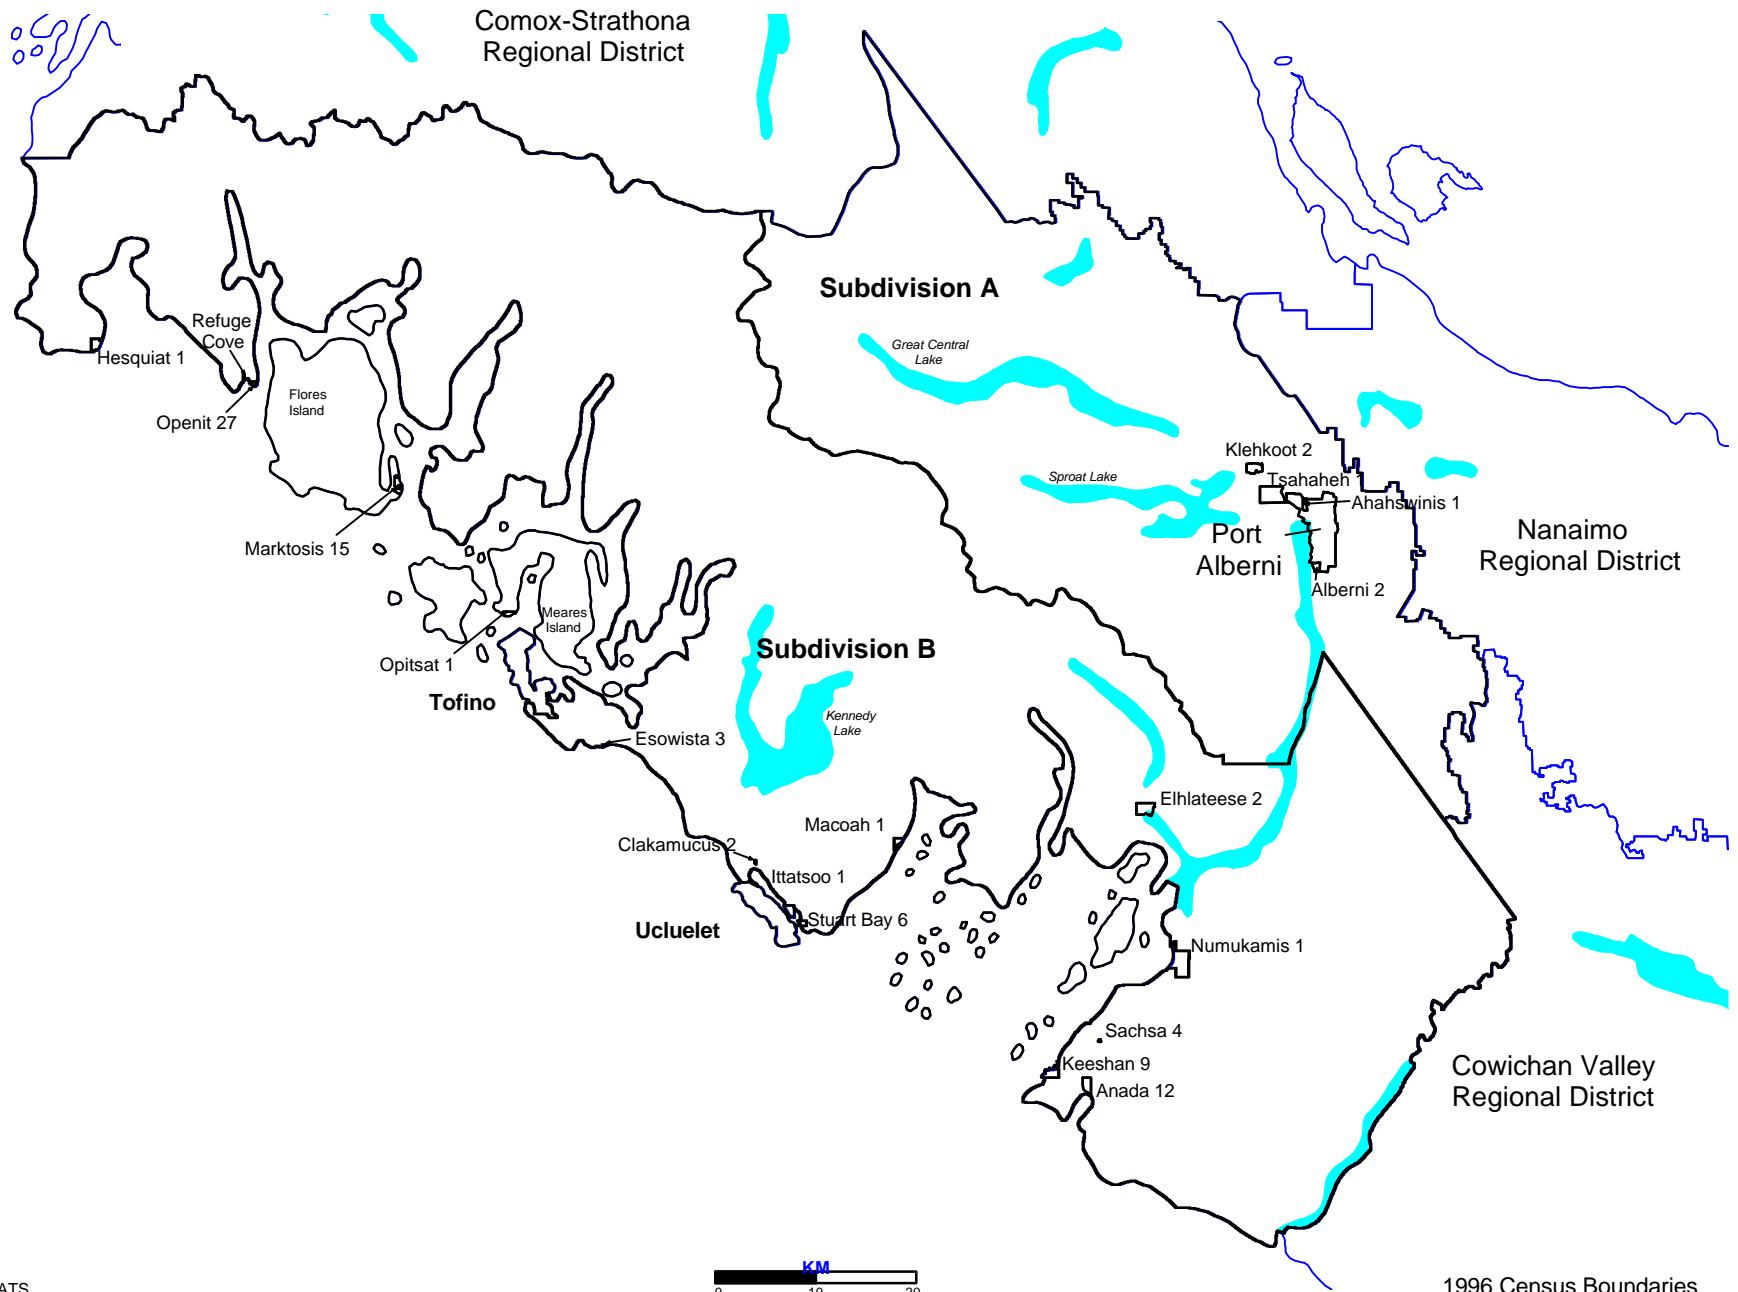 Comox-Strathona
Regional District
Subdivision A
Refuge
Cove
Hesquiat 1
Great Central
Lake
Flores
Island
Openit 27
Klehkoot 2
Sproat Lake
Tsahaheh 1
Ahahswinis 1
Marktosis 15
Port
Alberni
Nanaimo
Regional District
Alberni 2
Meares
Island
Opitsat 1
Subdivision B
Tofino
Kennedy
Lake
Esowista 3
Elhlateese 2
Macoah 1
Clakamucus 2
Ittatsoo 1
Stuart Bay 6
Ucluelet
Numukamis 1
Sachsa 4
Keeshan 9
Anada 12
Cowichan Valley
Regional District
KM
0 10 20
1996 Census Boundaries